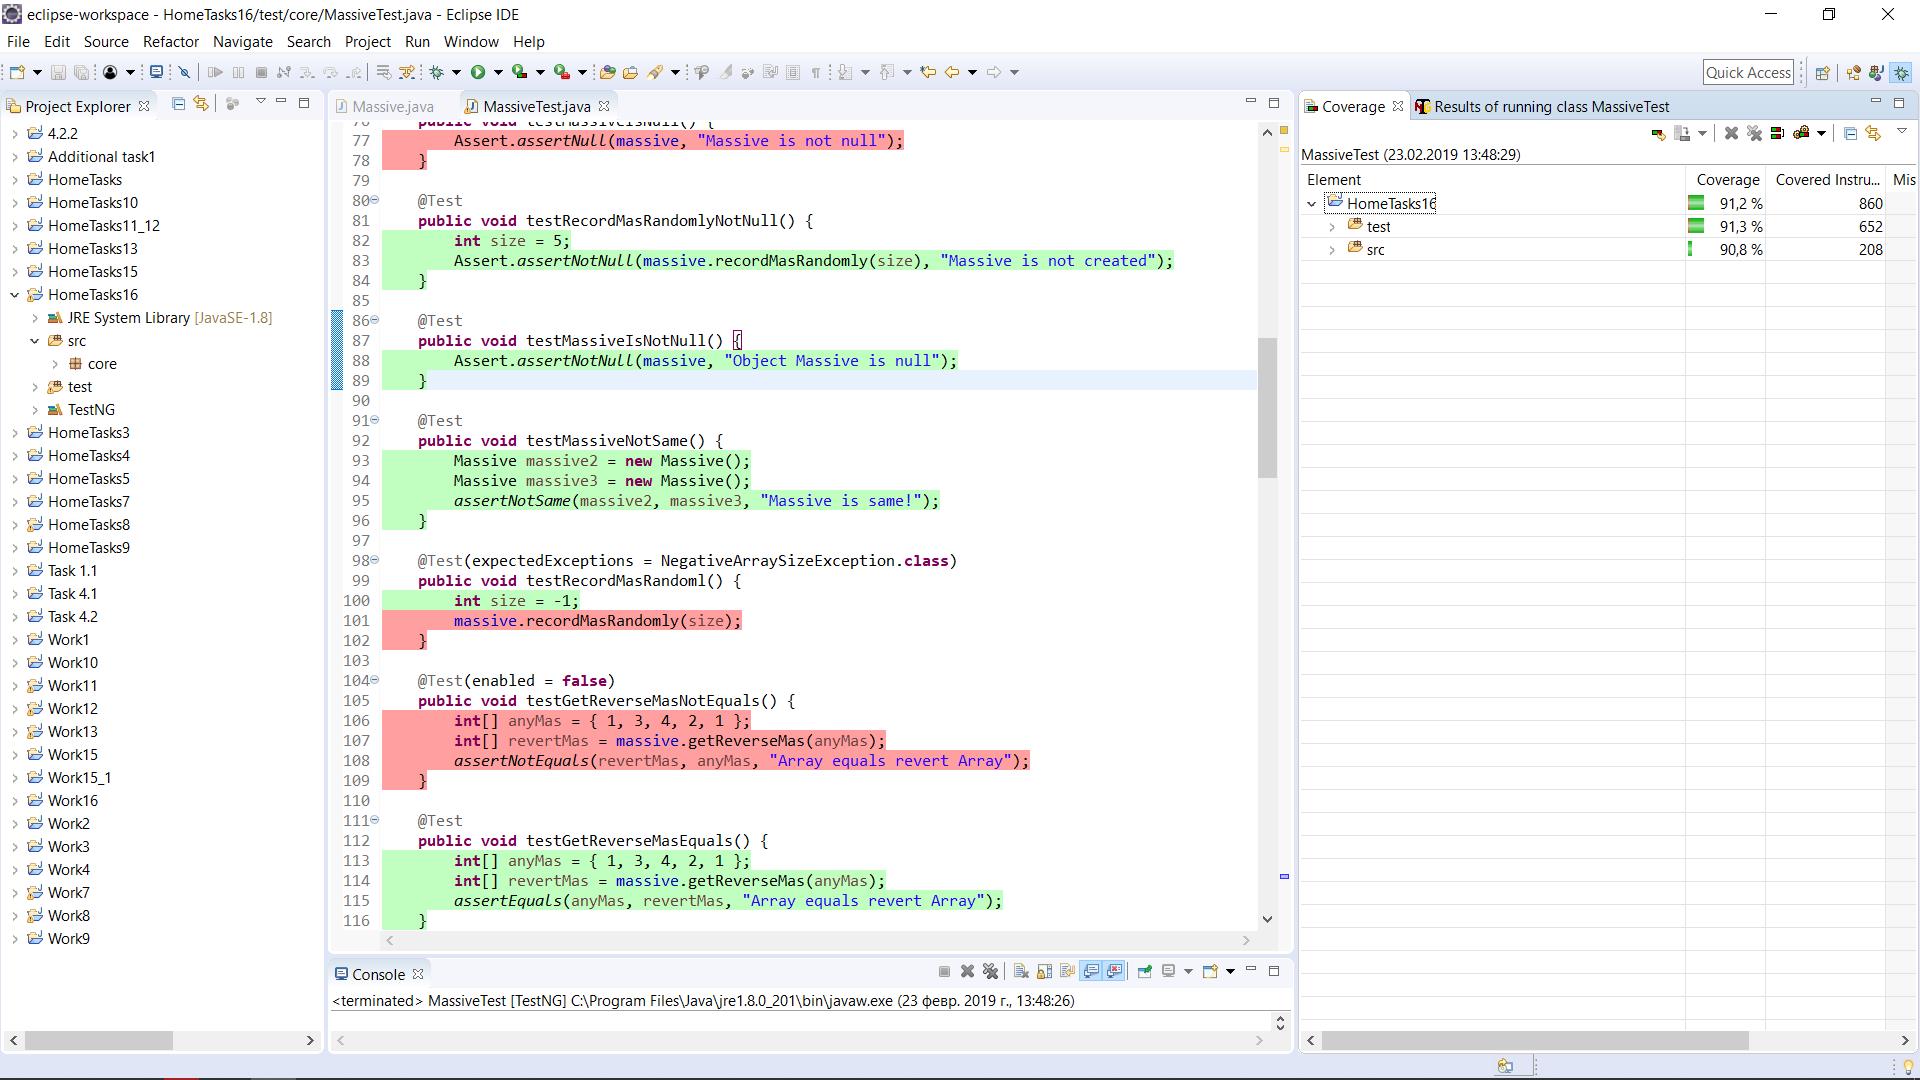 eclipse-workspace - HomeTasks16/test/core/MassiveTest.java - Eclipse IDE
File Edit Source Refactor Navigate Search Project Run Window Help
Quick Access
Project Explorer
4.2.2
Additional task1
HomeTasks
HomeTasks10
HomeTasks11_12
HomeTasks13
HomeTasks15
HomeTasks16
JRE System Library [JavaSE-1.8]
src
core
test
TestNG
HomeTasks3
HomeTasks4
HomeTasks5
HomeTasks7
HomeTasks8
HomeTasks9
Task 1.1
Task 4.1
Task 4.2
Work1
Work10
Work11
Work12
Work13
Work15
Work15_1
Work16
Work2
Work3
Work4
Work7
Work8
Work9
Massive.java MassiveTest.java
76 public void testMassiveIsNull() {
77 Assert.assertNull(massive, "Massive is not null");
78 }
79
80 @Test
81 public void testRecordMasRandomlyNotNull() {
82 int size = 5;
83 Assert.assertNotNull(massive.recordMasRandomly(size), "Massive is not created");
84 }
85
86 @Test
87 public void testMassiveIsNotNull() {
88 Assert.assertNotNull(massive, "Object Massive is null");
89 }
90
91 @Test
92 public void testMassiveNotSame() {
93 Massive massive2 = new Massive();
94 Massive massive3 = new Massive();
95 assertNotSame(massive2, massive3, "Massive is same!");
96 }
97
98 @Test(expectedExceptions = NegativeArraySizeException.class)
99 public void testRecordMasRandoml() {
100 int size = -1;
101 massive.recordMasRandomly(size);
102 }
103
104 @Test(enabled = false)
105 public void testGetReverseMasNotEquals() {
106 int[] anyMas = { 1, 3, 4, 2, 1 };
107 int[] revertMas = massive.getReverseMas(anyMas);
108 assertNotEquals(revertMas, anyMas, "Array equals revert Array");
109 }
110
111 @Test
112 public void testGetReverseMasEquals() {
113 int[] anyMas = { 1, 3, 4, 2, 1 };
114 int[] revertMas = massive.getReverseMas(anyMas);
115 assertEquals(anyMas, revertMas, "Array equals revert Array");
116 }
Console
<terminated> MassiveTest [TestNG] C:\Program Files\Java\jre1.8.0_201\bin\javaw.exe (23 февр. 2019 г., 13:48:26)
Coverage Results of running class MassiveTest
MassiveTest (23.02.2019 13:48:29)
Element Coverage Covered Instru... Mis
HomeTasks16 91,2 % 860
test 91,3 % 652
src 90,8 % 208